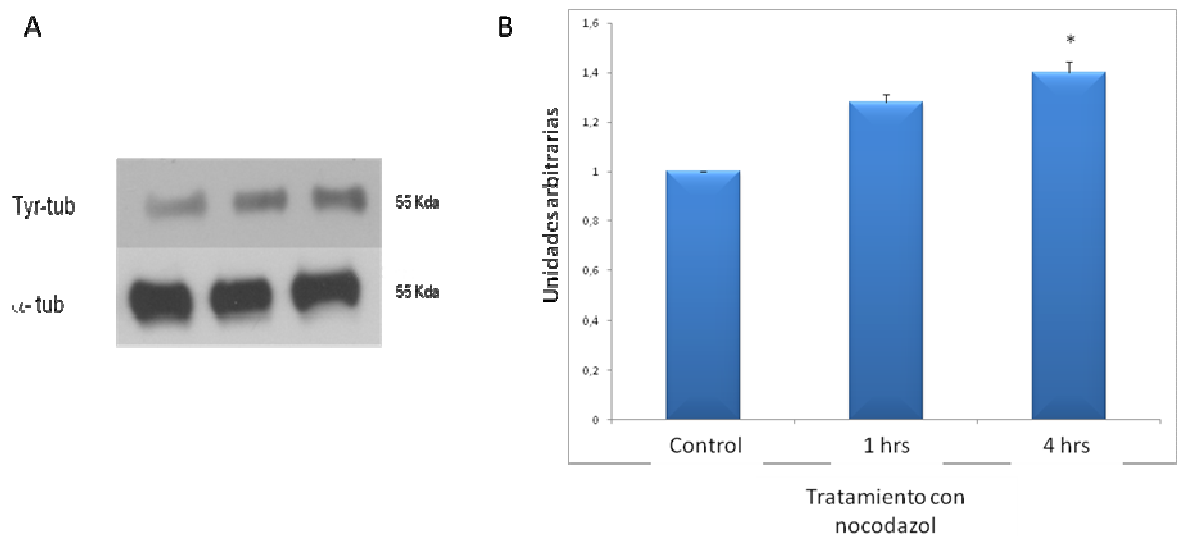 A
Tyr-tub
55 Kda
α- tub
55 Kda
B
Unidades arbitrarias
1,6
1,4
1,2
1
0,8
0,6
0,4
0,2
0
*
Control
1 hrs
4 hrs
Tratamiento con
nocodazol